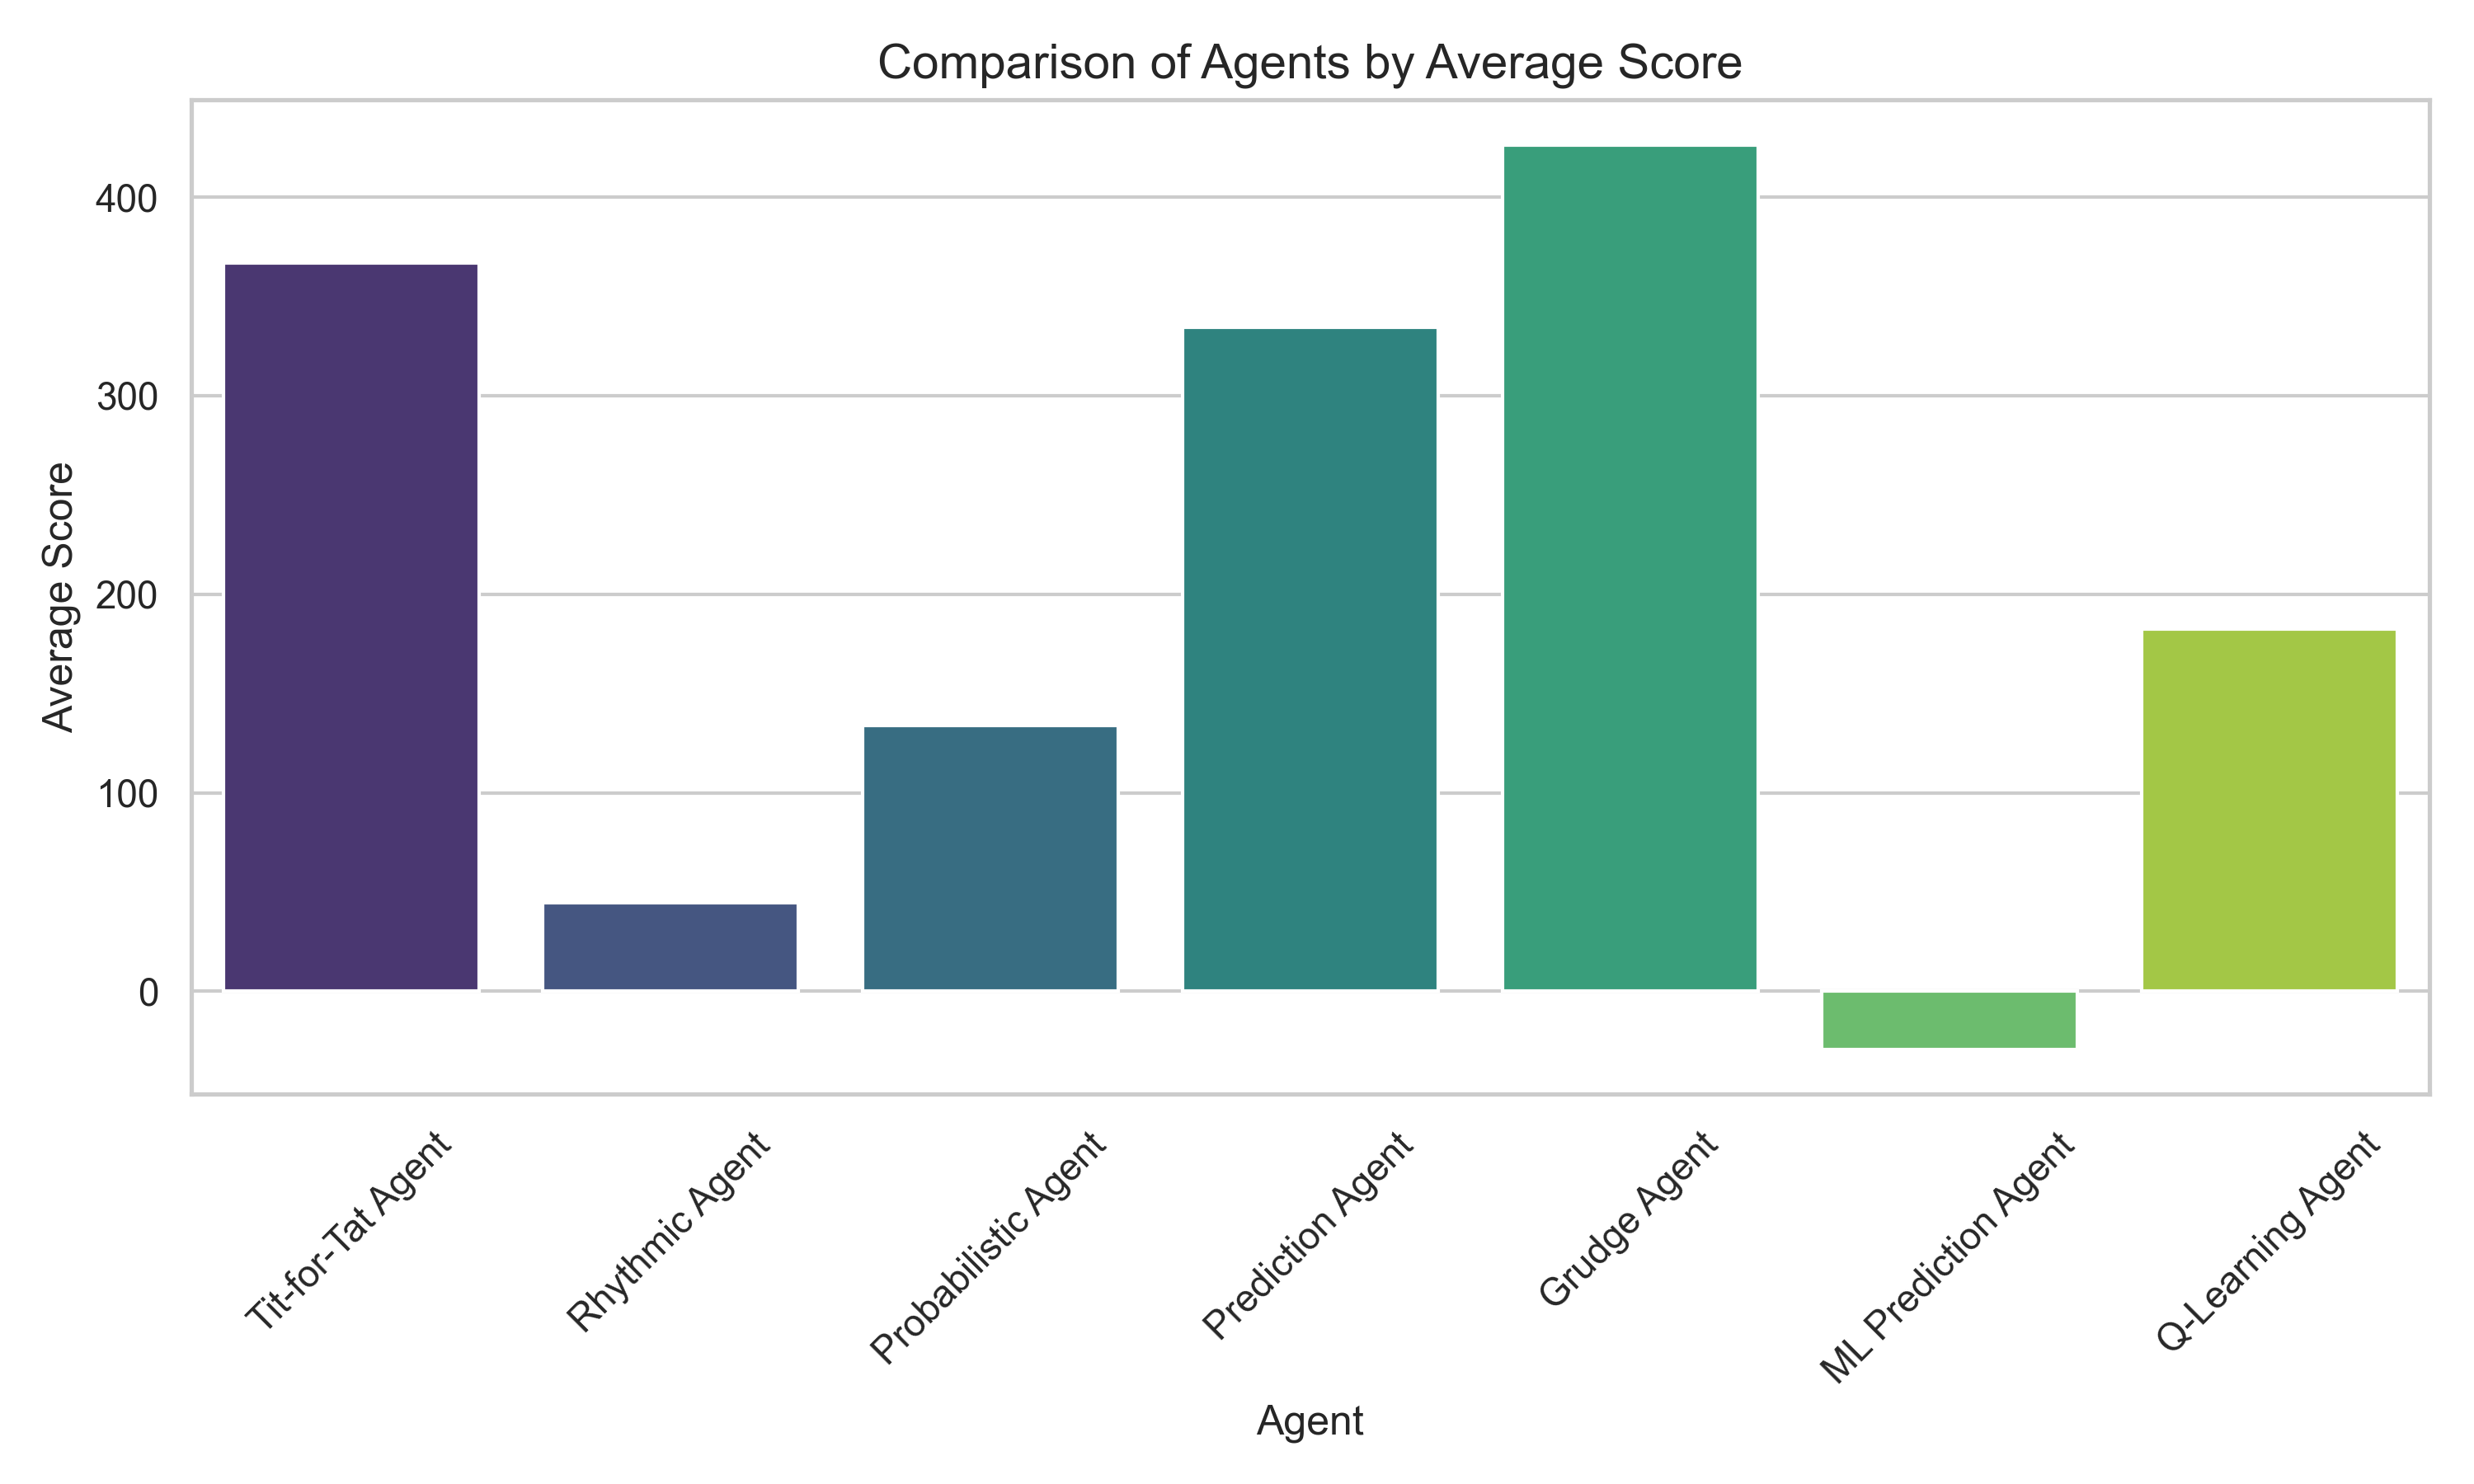 Comparison of Agents by Average Score
Average Score
400
300
200
100
0
Tit-for-Tat Agent
Rhythmic Agent
Probabilistic Agent
Prediction Agent
Grudge Agent
ML Prediction Agent
Q-Learning Agent
Agent